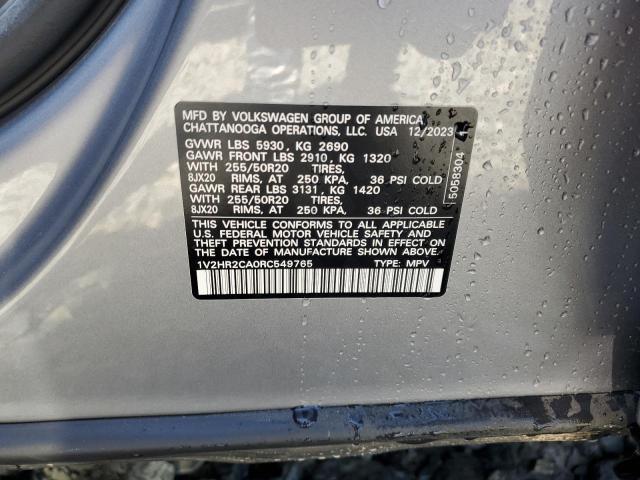 MFD BY VOLKSWAGEN GROUP OF AMERICA
CHATTANOOGA OPERATIONS, LLC. USA 12/2023
GVWR LBS 5930, KG 2690
GAWR FRONT LBS 2910, KG 1320
WITH 255/50R20 TIRES,
8JX20 RIMS, AT 250 KPA, 36 PSI COLD
GAWR REAR LBS 3131, KG 1420
WITH 255/50R20 TIRES,
8JX20 RIMS, AT 250 KPA, 36 PSI COLD
THIS VEHICLE CONFORMS TO ALL APPLICABLE
U.S. FEDERAL MOTOR VEHICLE SAFETY AND
THEFT PREVENTION STANDARDS IN EFFECT ON
THE DATE OF MANUFACTURE SHOWN ABOVE.
1V2HR2CA0RC549765 TYPE: MPV
5058304